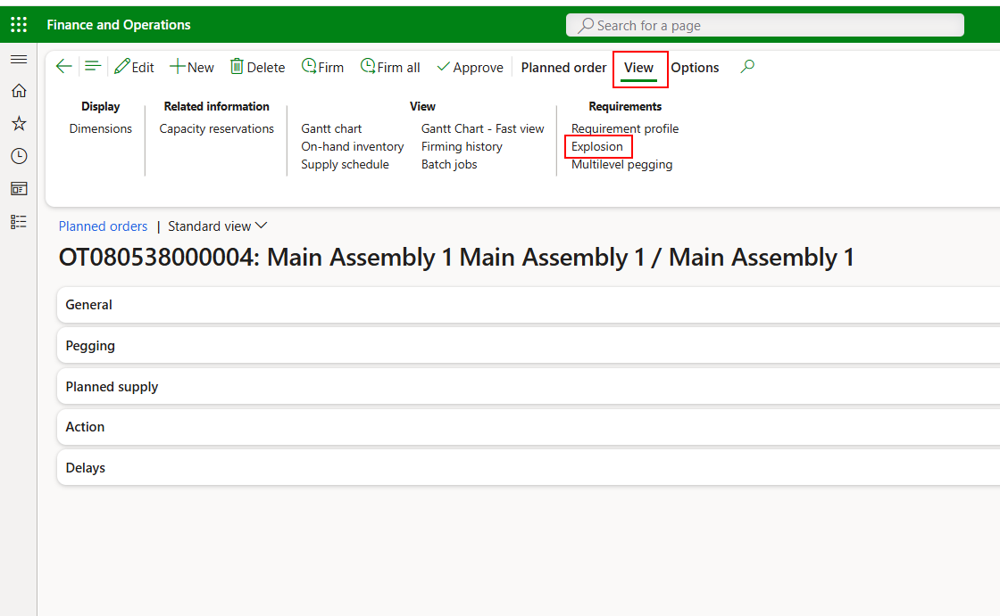 Finance and Operations
Search for a page
Edit New Delete Firm Firm all Approve Planned order View Options
Display Related information View Requirements
Dimensions Capacity reservations Gantt chart Gantt Chart - Fast view Requirement profile
On-hand inventory Firming history Explosion
Supply schedule Batch jobs Multilevel pegging
Planned orders | Standard view
OT080538000004: Main Assembly 1 Main Assembly 1 / Main Assembly 1
General
Pegging
Planned supply
Action
Delays